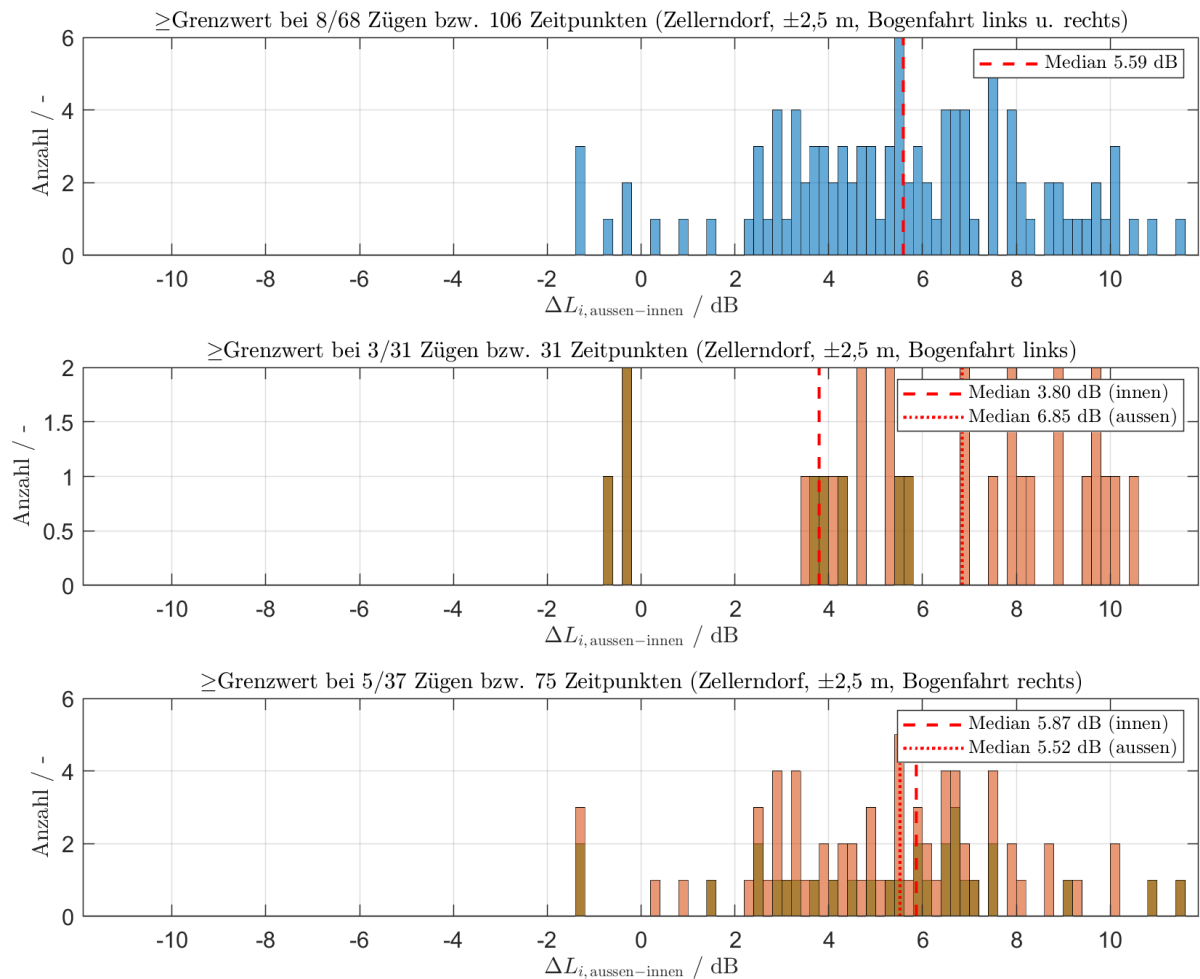 ≥Grenzwert bei 8/68 Zügen bzw. 106 Zeitpunkten (Zellerndorf, ±2,5 m, Bogenfahrt links u. rechts)
6
4
2
0
Anzahl / -
Median 5.59 dB
-10 -8 -6 -4 -2 0 2 4 6 8 10
ΔL_{i,aussen−innen} / dB
≥Grenzwert bei 3/31 Zügen bzw. 31 Zeitpunkten (Zellerndorf, ±2,5 m, Bogenfahrt links)
2
1.5
1
0.5
0
Anzahl / -
Median 3.80 dB (innen)
Median 6.85 dB (aussen)
-10 -8 -6 -4 -2 0 2 4 6 8 10
ΔL_{i,aussen−innen} / dB
≥Grenzwert bei 5/37 Zügen bzw. 75 Zeitpunkten (Zellerndorf, ±2,5 m, Bogenfahrt rechts)
6
4
2
0
Anzahl / -
Median 5.87 dB (innen)
Median 5.52 dB (aussen)
-10 -8 -6 -4 -2 0 2 4 6 8 10
ΔL_{i,aussen−innen} / dB